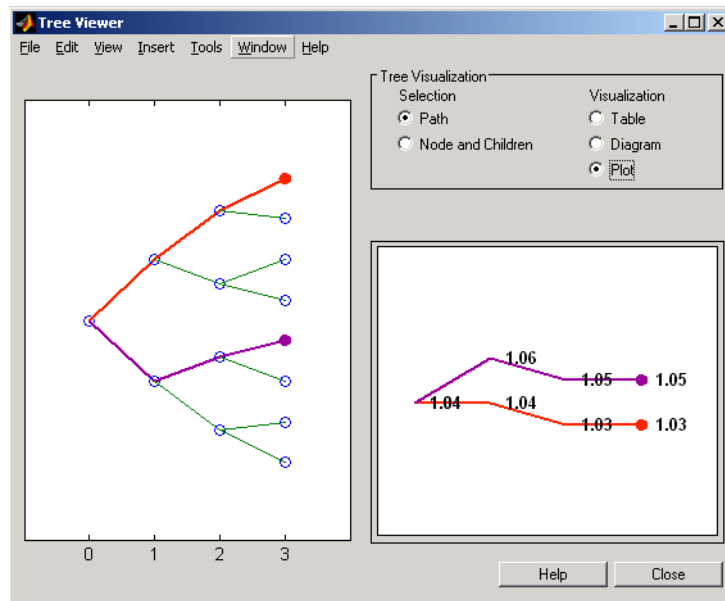 Tree Viewer
File Edit View Insert Tools Window Help
Tree Visualization
Selection
Visualization
Path
Table
Node and Children
Diagram
Plot
1.06
1.05 1.05
1.04 1.04
1.03 1.03
0 1 2 3
Help Close